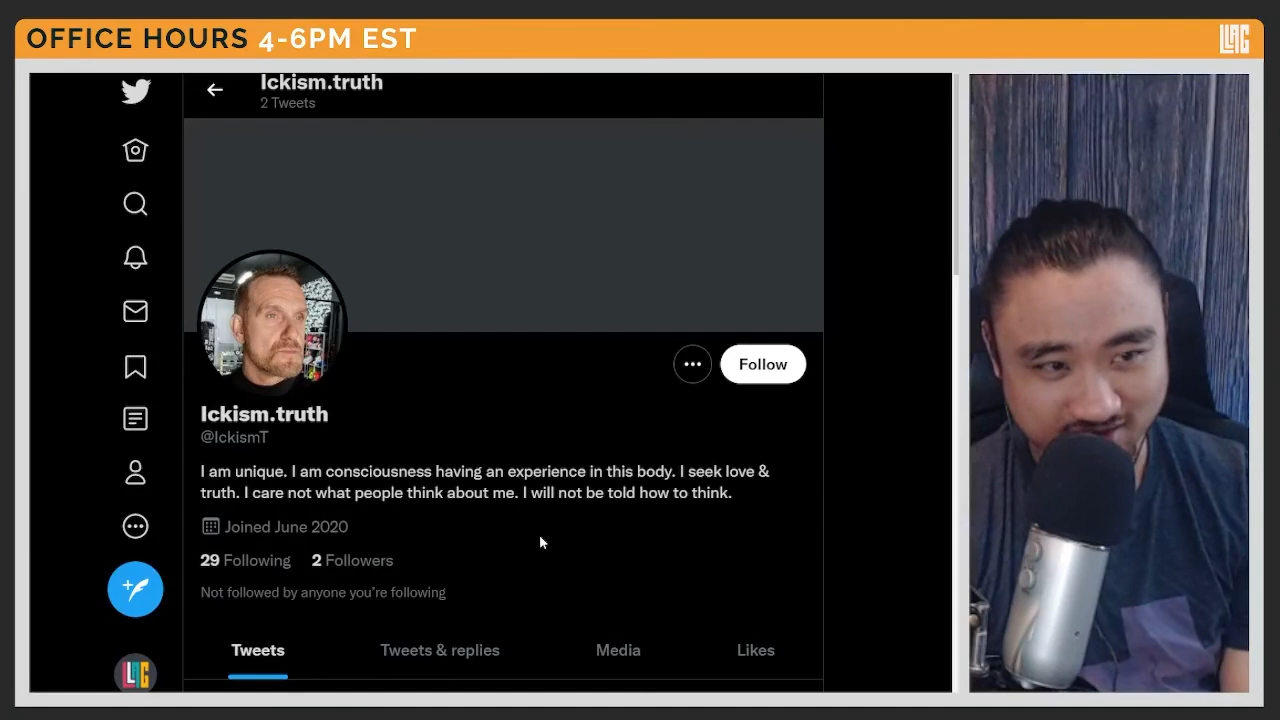 OFFICE HOURS 4-6PM EST
LLAG
Ickism.truth
2 Tweets
Follow
Ickism.truth
@IckismT
I am unique. I am consciousness having an experience in this body. I seek love &
truth. I care not what people think about me. I will not be told how to think.
Joined June 2020
29 Following 2 Followers
Not followed by anyone you're following
Tweets Tweets & replies Media Likes
LLAG